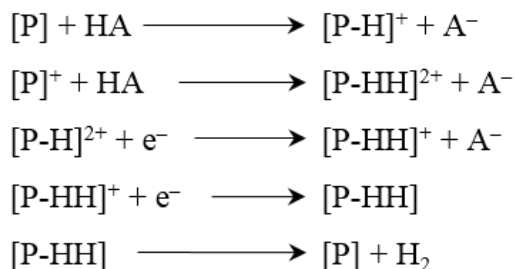 [P] + HA ⟶ [P-H]⁺ + A⁻
[P]⁺ + HA ⟶ [P-HH]²⁺ + A⁻
[P-H]²⁺ + e⁻ ⟶ [P-HH]⁺ + A⁻
[P-HH]⁺ + e⁻ ⟶ [P-HH]
[P-HH] ⟶ [P] + H₂